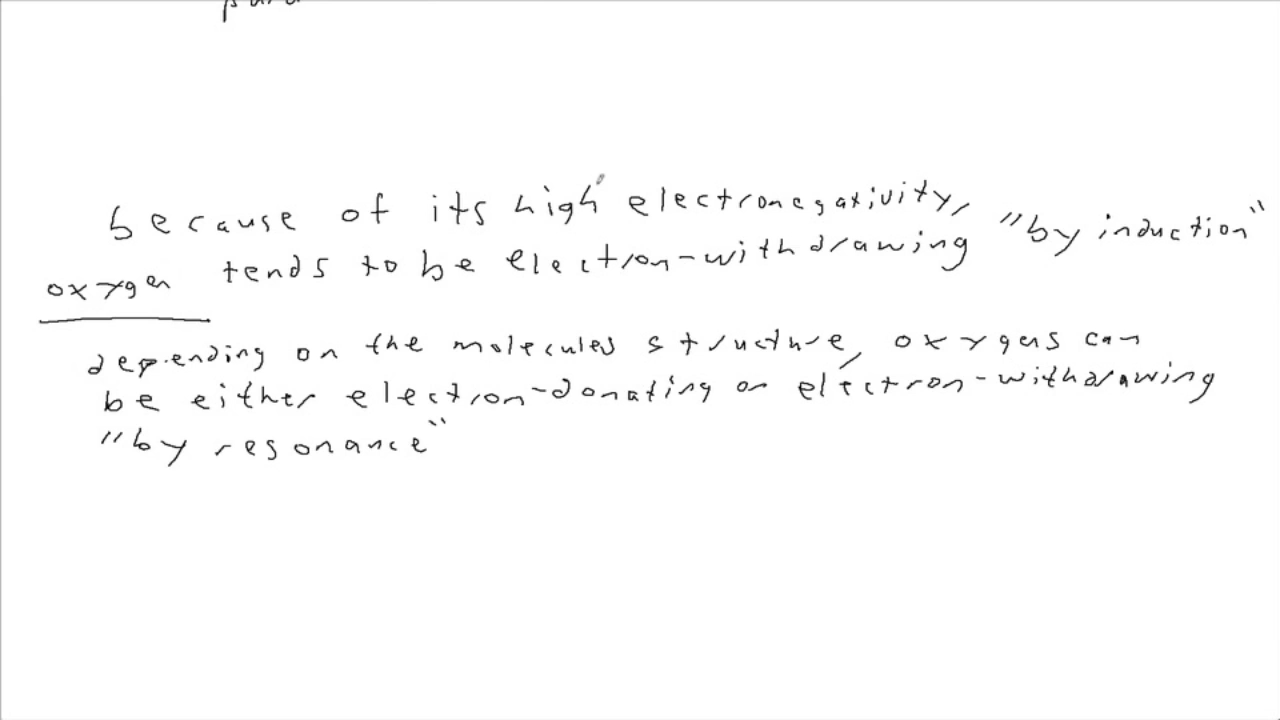 because of its high electronegativity,
oxygen tends to be electron-withdrawing "by induction"
depending on the molecules structure, oxygens can
be either electron-donating or electron-withdrawing
"by resonance"